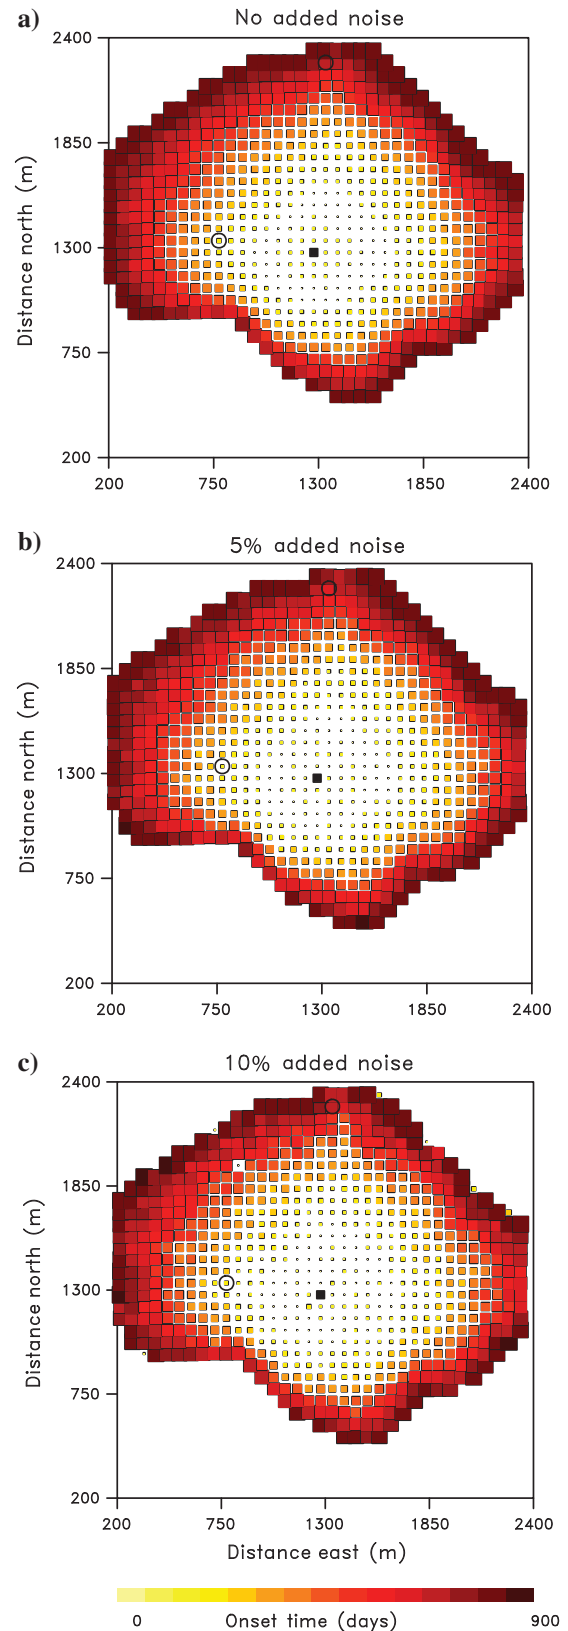 a)
No added noise
2400
1850
1300
750
200
Distance north (m)
200 750 1300 1850 2400
b)
5% added noise
2400
1850
1300
750
200
Distance north (m)
200 750 1300 1850 2400
c)
10% added noise
2400
1850
1300
750
200
Distance north (m)
200 750 1300 1850 2400
Distance east (m)
0 Onset time (days) 900